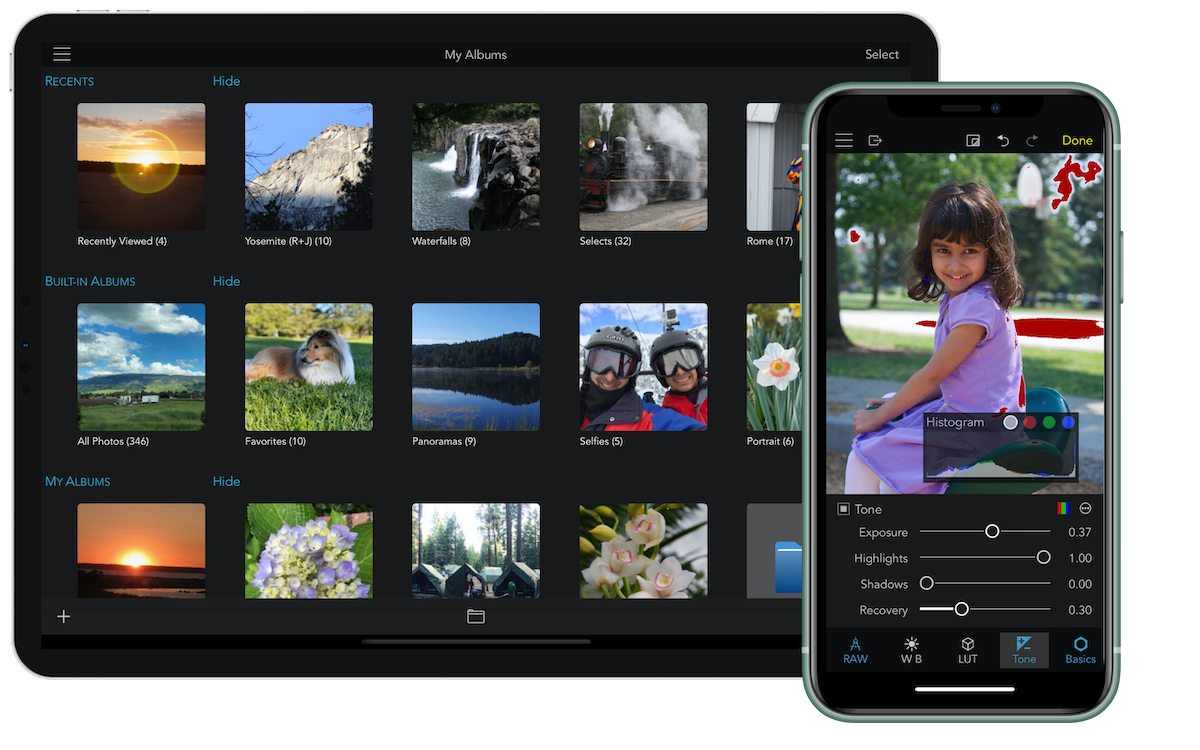 My Albums
Select
RECENTS
Hide
Recently Viewed (4)
Yosemite (R+J) (10)
Waterfalls (8)
Selects (32)
Rome (17)
BUILT-IN ALBUMS
Hide
All Photos (346)
Favorites (10)
Panoramas (9)
Selfies (5)
Portrait (6)
MY ALBUMS
Hide
Done
Histogram
Tone
Exposure 0.37
Highlights 1.00
Shadows 0.00
Recovery 0.30
RAW
W B
LUT
Tone
Basics